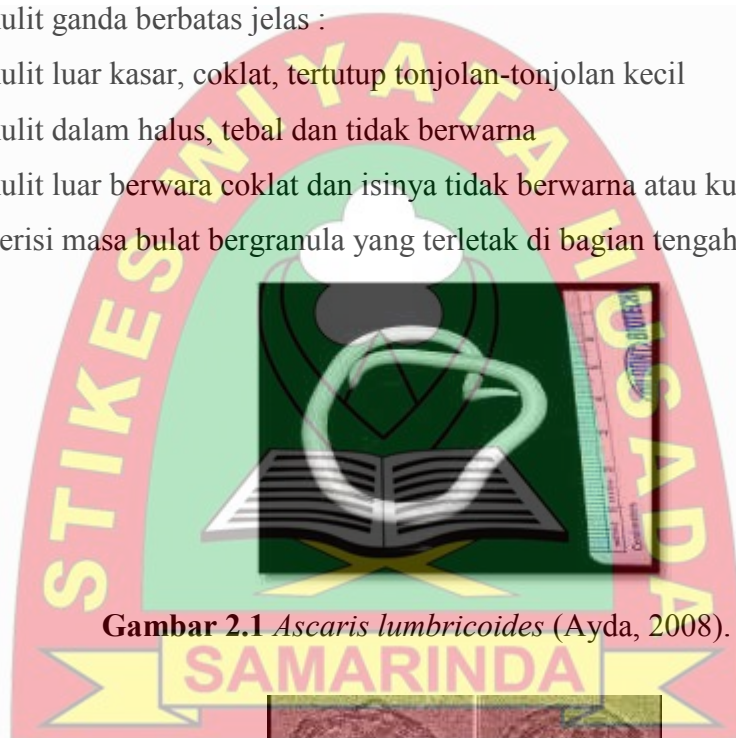 ulit ganda berbatas jelas :
ulit luar kasar, coklat, tertutup tonjolan-tonjolan kecil
ulit dalam halus, tebal dan tidak berwarna
ulit luar berwara coklat dan isinya tidak berwarna atau ku
erisi masa bulat bergranula yang terletak di bagian tengah
STIKES WIYATA HUSADA
Gambar 2.1 Ascaris lumbricoides (Ayda, 2008).
SAMARINDA